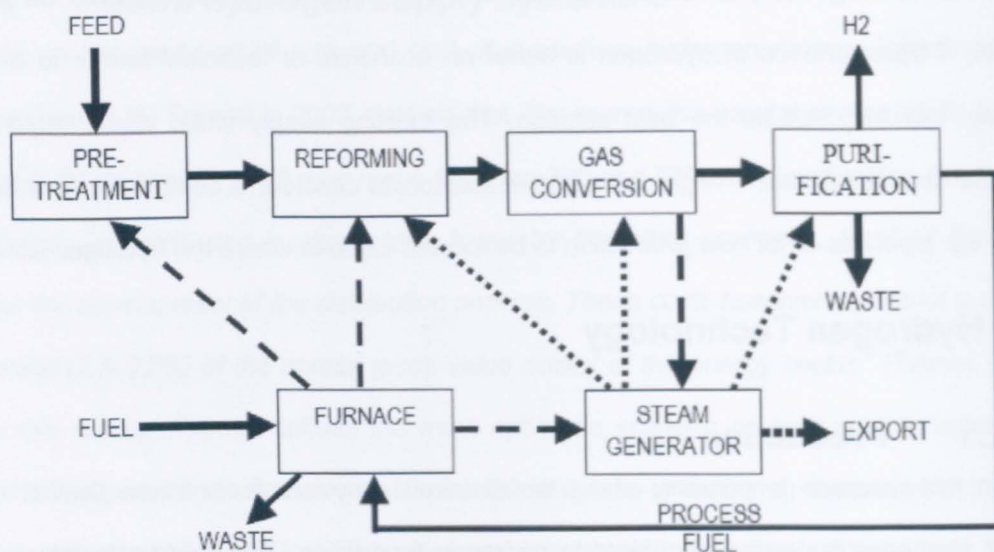 FEED
H2
PRE-
TREATMENT
REFORMING
GAS
CONVERSION
PURI-
FICATION
WASTE
FUEL
FURNACE
STEAM
GENERATOR
EXPORT
WASTE
PROCESS
FUEL